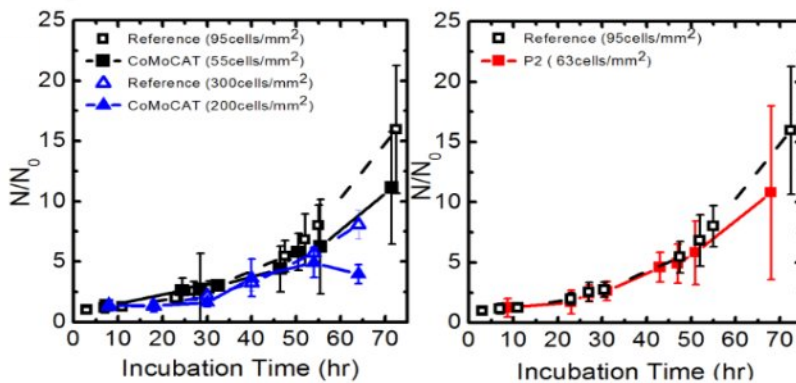 25
20
15
10
5
0
N/N0
Reference (95cells/mm2)
CoMoCAT (55cells/mm2)
Reference (300cells/mm2)
CoMoCAT (200cells/mm2)
0 10 20 30 40 50 60 70
Incubation Time (hr)
25
20
15
10
5
0
N/N0
Reference (95cells/mm2)
P2 ( 63cells/mm2)
0 10 20 30 40 50 60 70
Incubation Time (hr)